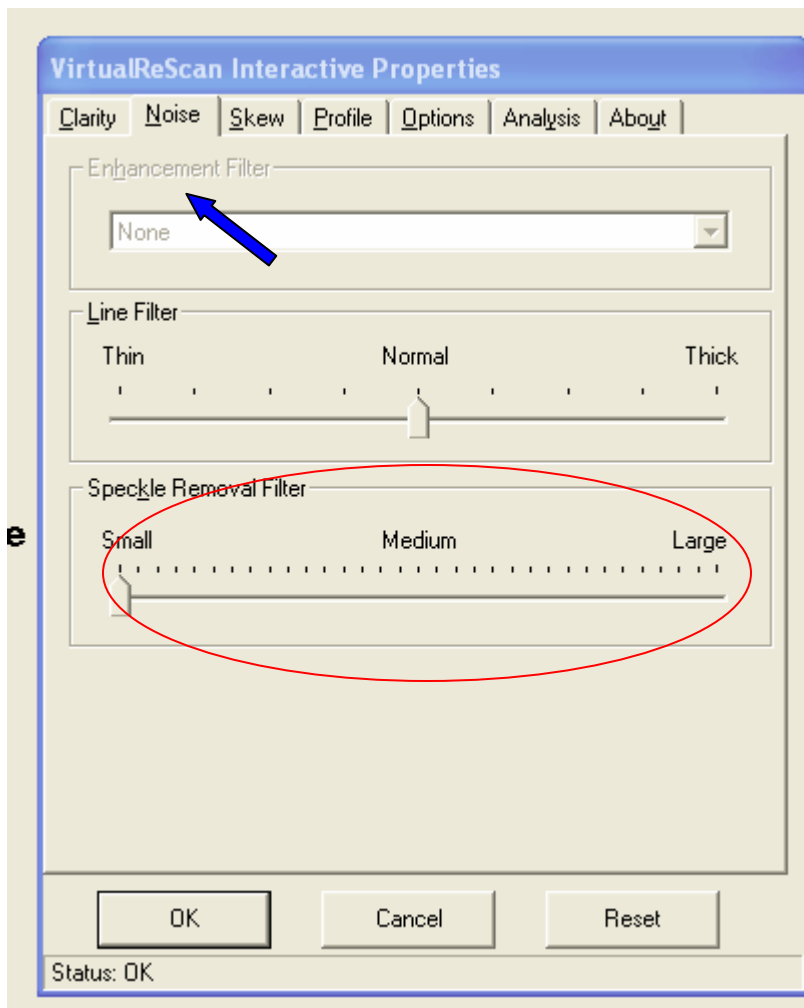 VirtualReScan Interactive Properties
Clarity Noise Skew Profile Options Analysis About
Enhancement Filter
None
Line Filter
Thin Normal Thick
Speckle Removal Filter
e
Small Medium Large
OK Cancel Reset
Status: OK